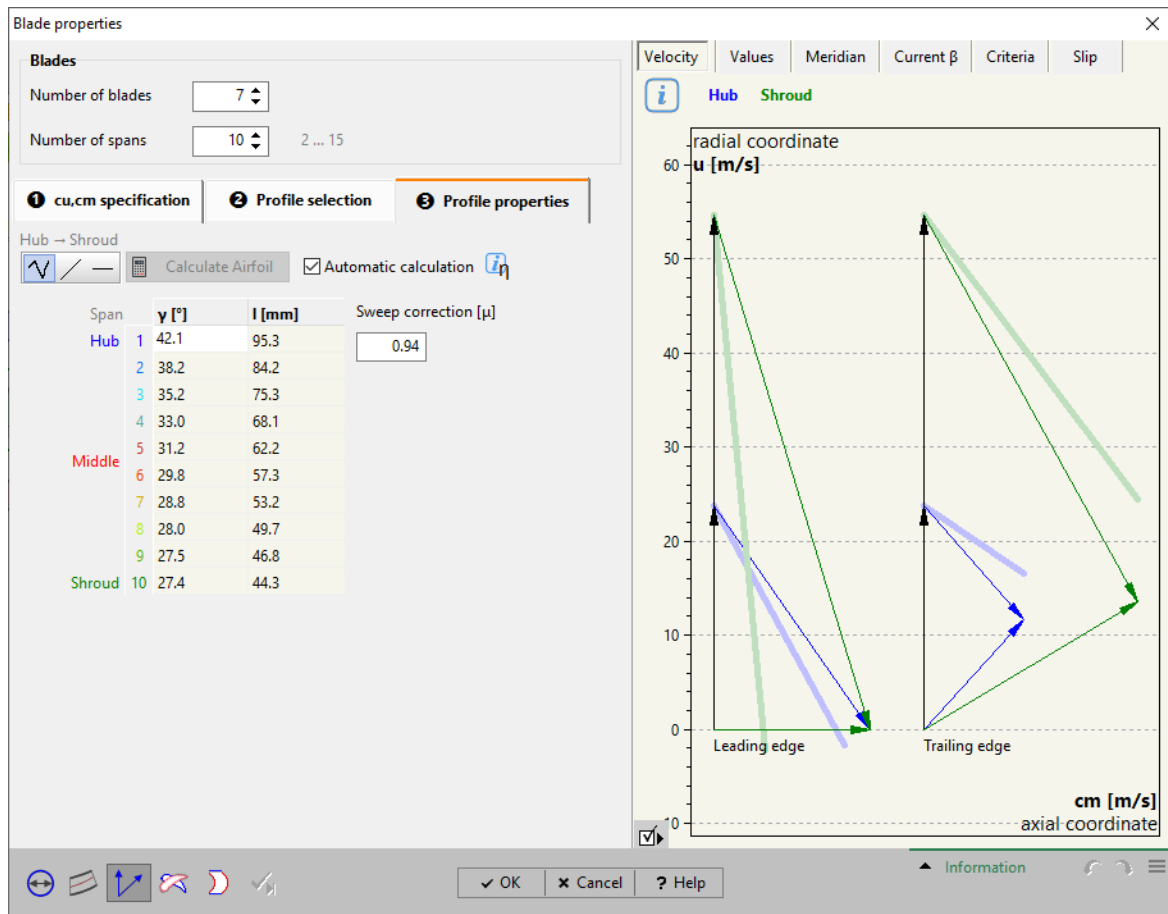 Blade properties
Blades
Number of blades 7
Number of spans 10 2 ... 15
1 cu,cm specification 2 Profile selection 3 Profile properties
Hub → Shroud
Calculate Airfoil Automatic calculation i η
Span γ [°] l [mm] Sweep correction [µ]
Hub 1 42.1 95.3 0.94
2 38.2 84.2
3 35.2 75.3
4 33.0 68.1
5 31.2 62.2
Middle
6 29.8 57.3
7 28.8 53.2
8 28.0 49.7
9 27.5 46.8
Shroud 10 27.4 44.3
Velocity Values Meridian Current β Criteria Slip
i Hub Shroud
radial coordinate
60 u [m/s]
50
40
30
20
10
0
Leading edge Trailing edge
cm [m/s]
10 axial coordinate
OK Cancel ? Help
Information